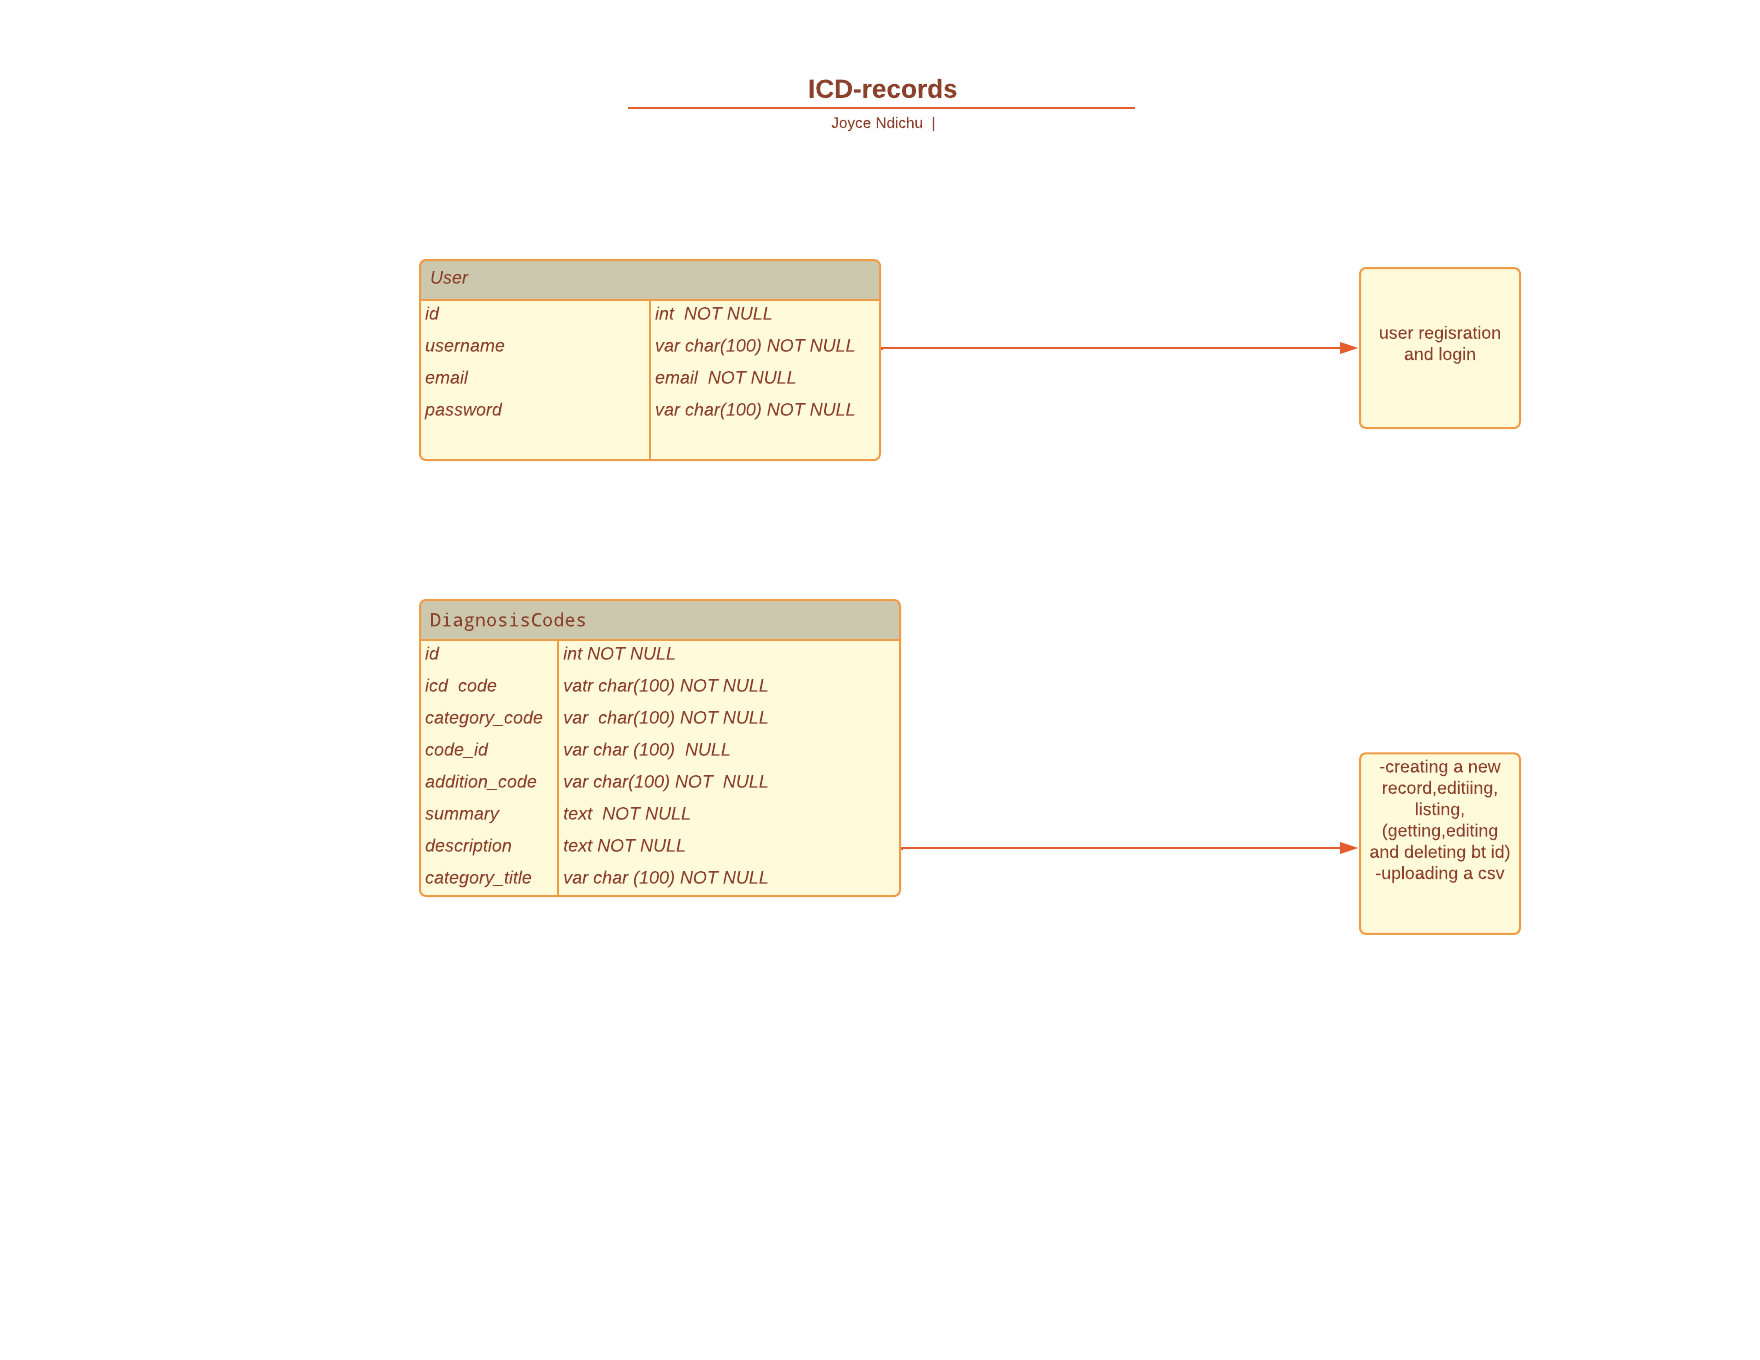 ICD-records
Joyce Ndichu  |
User
id int  NOT NULL
username var char(100) NOT NULL
email email  NOT NULL
password var char(100) NOT NULL
user regisration
and login
DiagnosisCodes
id int NOT NULL
icd  code vatr char(100) NOT NULL
category_code var  char(100) NOT NULL
code_id var char (100)  NULL
addition_code var char(100) NOT  NULL
summary text  NOT NULL
description text NOT NULL
category_title var char (100) NOT NULL
-creating a new
record,editiing,
listing,
(getting,editing
and deleting bt id)
-uploading a csv